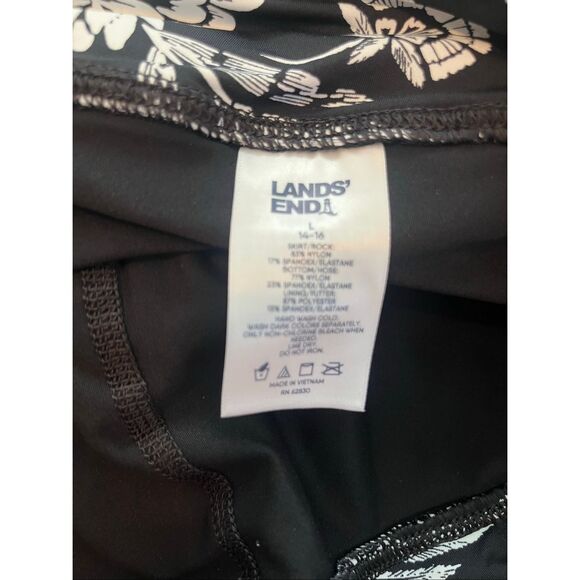 LANDS'
END
L
14-16
SKIRT/ROCK:
83% NYLON
17% SPANDEX/ELASTANE
BOTTOM/HOSE:
77% NYLON
23% SPANDEX/ELASTANE
LINING/FUTTER:
87% POLYESTER
13% SPANDEX/ELASTANE
HAND WASH COLD.
WASH DARK COLORS SEPARATELY.
ONLY NON-CHLORINE BLEACH WHEN
NEEDED.
LINE DRY.
DO NOT IRON.
MADE IN VIETNAM
RN 62830